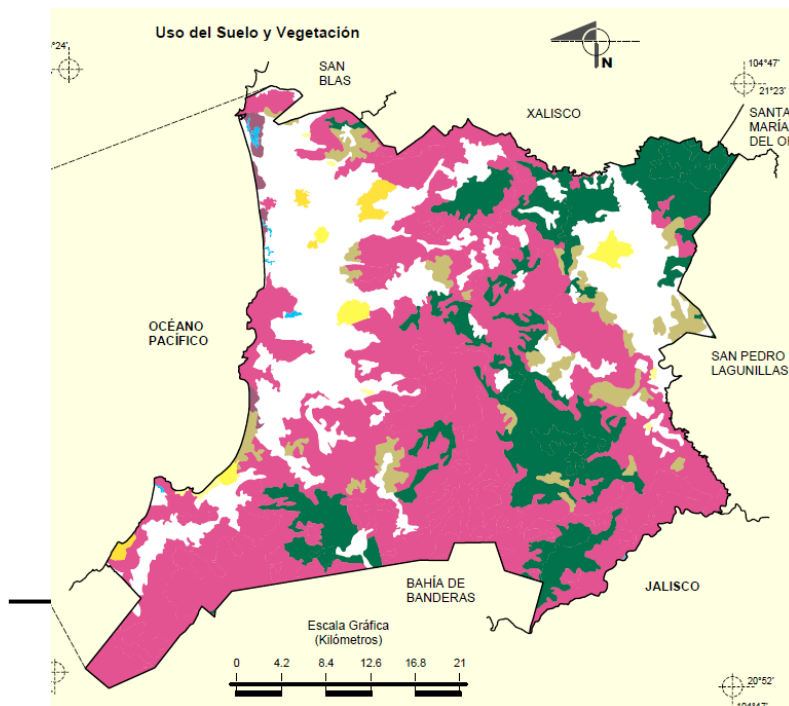 Uso del Suelo y Vegetación
°24'
SAN
BLAS
N
104°47'
21°23'
XALISCO
SANTA
MARÍA
DEL
OCÉANO
PACÍFICO
SAN PEDRO
LAGUNILLAS
BAHÍA DE
BANDERAS
JALISCO
Escala Gráfica
(Kilómetros)
0 4.2 8.4 12.6 16.8 21
20°52'
104°47'